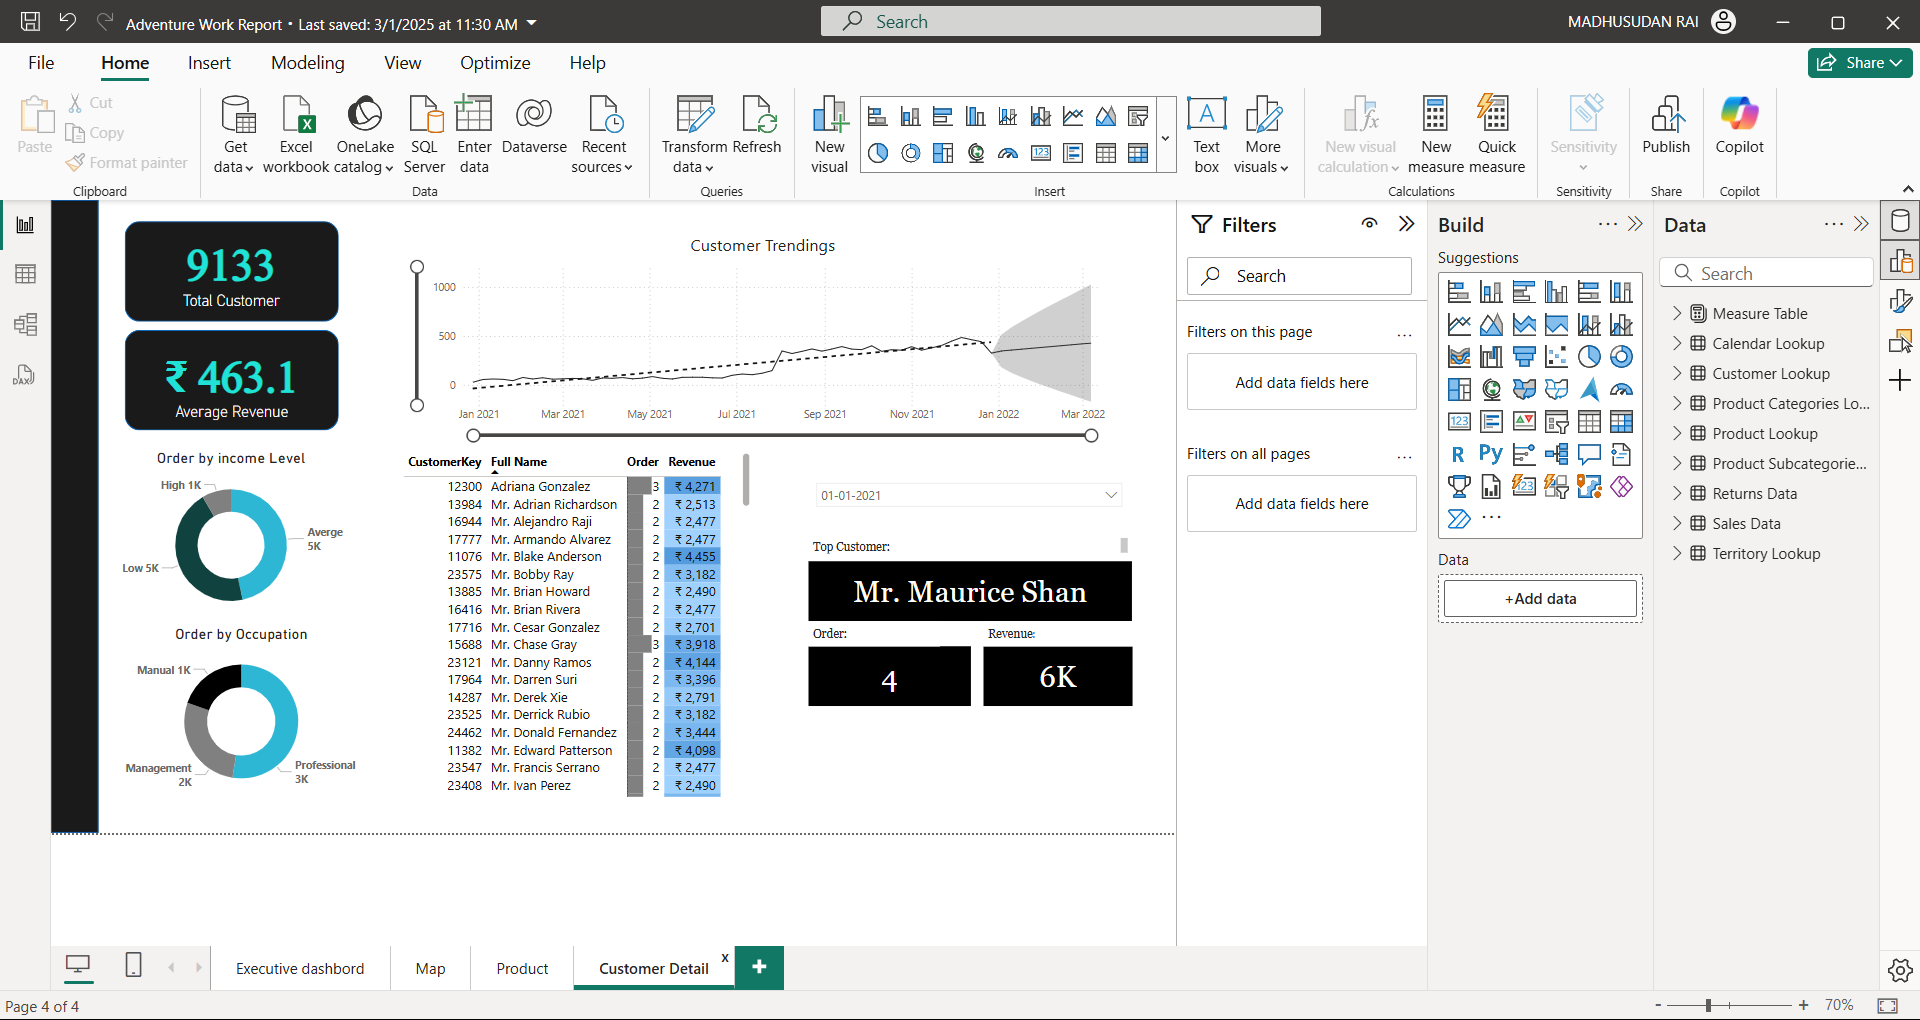 Adventure Work Report • Last saved: 3/1/2025 at 11:30 AM
Search
MADHUSUDAN RAI
File
Home
Insert
Modeling
View
Optimize
Help
Share
Paste
Cut
Copy
Format painter
Clipboard
Get data
Excel workbook
OneLake catalog
SQL Server
Enter data
Dataverse
Recent sources
Data
Transform data
Refresh
Queries
New visual
Text box
More visuals
Insert
New visual calculation
New measure
Quick measure
Calculations
Sensitivity
Sensitivity
Publish
Share
Copilot
Copilot
9133
Total Customer
₹ 463.1
Average Revenue
Customer Trendings
1000
500
0
Jan 2021
Mar 2021
May 2021
Jul 2021
Sep 2021
Nov 2021
Jan 2022
Mar 2022
Order by income Level
High 1K
Averge
5K
Low 5K
Order by Occupation
Manual 1K
Management
2K
Professional
3K
CustomerKey Full Name Order Revenue
12300 Adriana Gonzalez 3 ₹ 4,271
13984 Mr. Adrian Richardson 2 ₹ 2,513
16944 Mr. Alejandro Raji 2 ₹ 2,477
17777 Mr. Armando Alvarez 2 ₹ 2,477
11076 Mr. Blake Anderson 2 ₹ 4,455
23575 Mr. Bobby Ray 2 ₹ 3,182
13885 Mr. Brian Howard 2 ₹ 2,490
16416 Mr. Brian Rivera 2 ₹ 2,477
17716 Mr. Cesar Gonzalez 2 ₹ 2,701
15688 Mr. Chase Gray 3 ₹ 3,918
23121 Mr. Danny Ramos 2 ₹ 4,144
17964 Mr. Darren Suri 2 ₹ 3,396
14287 Mr. Derek Xie 2 ₹ 2,791
23525 Mr. Derrick Rubio 2 ₹ 3,182
24462 Mr. Donald Fernandez 2 ₹ 3,444
11382 Mr. Edward Patterson 2 ₹ 4,098
23547 Mr. Francis Serrano 2 ₹ 2,477
23408 Mr. Ivan Perez 2 ₹ 2,490
01-01-2021
Top Customer:
Mr. Maurice Shan
Order:
4
Revenue:
6K
Filters
Search
Filters on this page
Add data fields here
Filters on all pages
Add data fields here
Build
Suggestions
R
Py
Data
+Add data
Data
Search
Measure Table
Calendar Lookup
Customer Lookup
Product Categories Lo...
Product Lookup
Product Subcategorie...
Returns Data
Sales Data
Territory Lookup
Executive dashbord
Map
Product
Customer Detail
x
Page 4 of 4
- + 70%